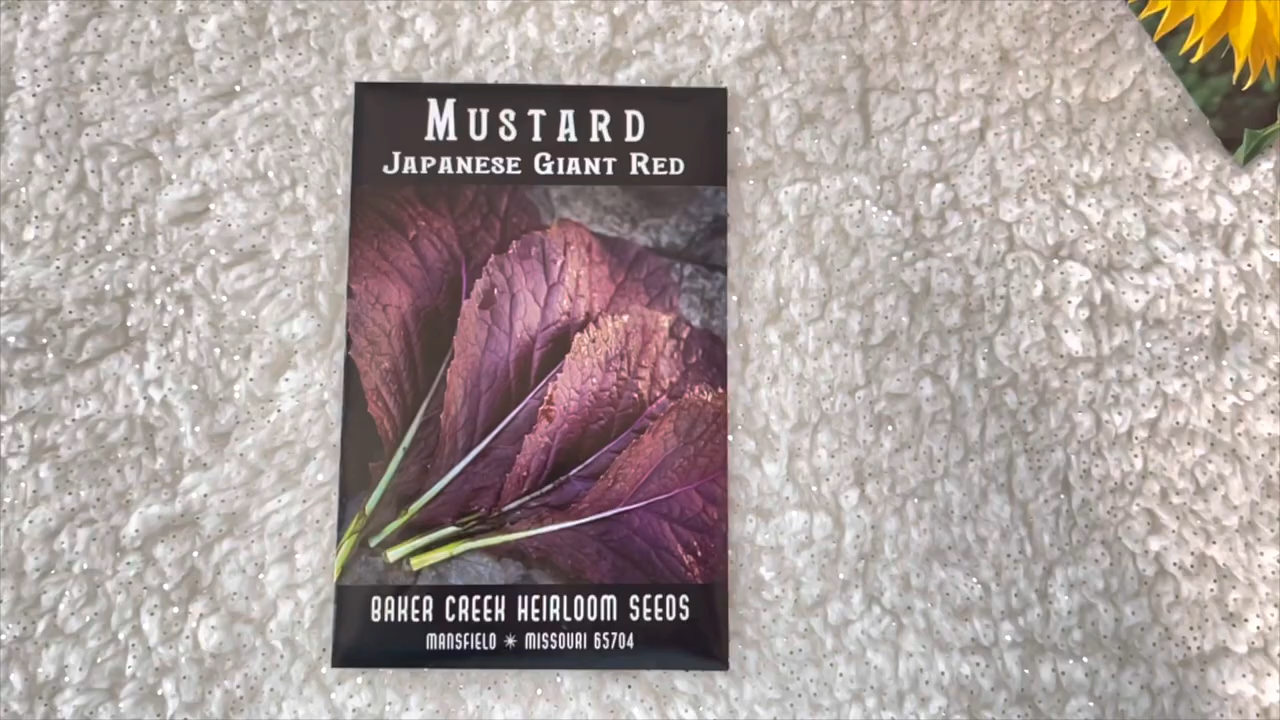 MUSTARD
JAPANESE GIANT RED
BAKER CREEK HEIRLOOM SEEDS
MANSFIELD ✳ MISSOURI 65704